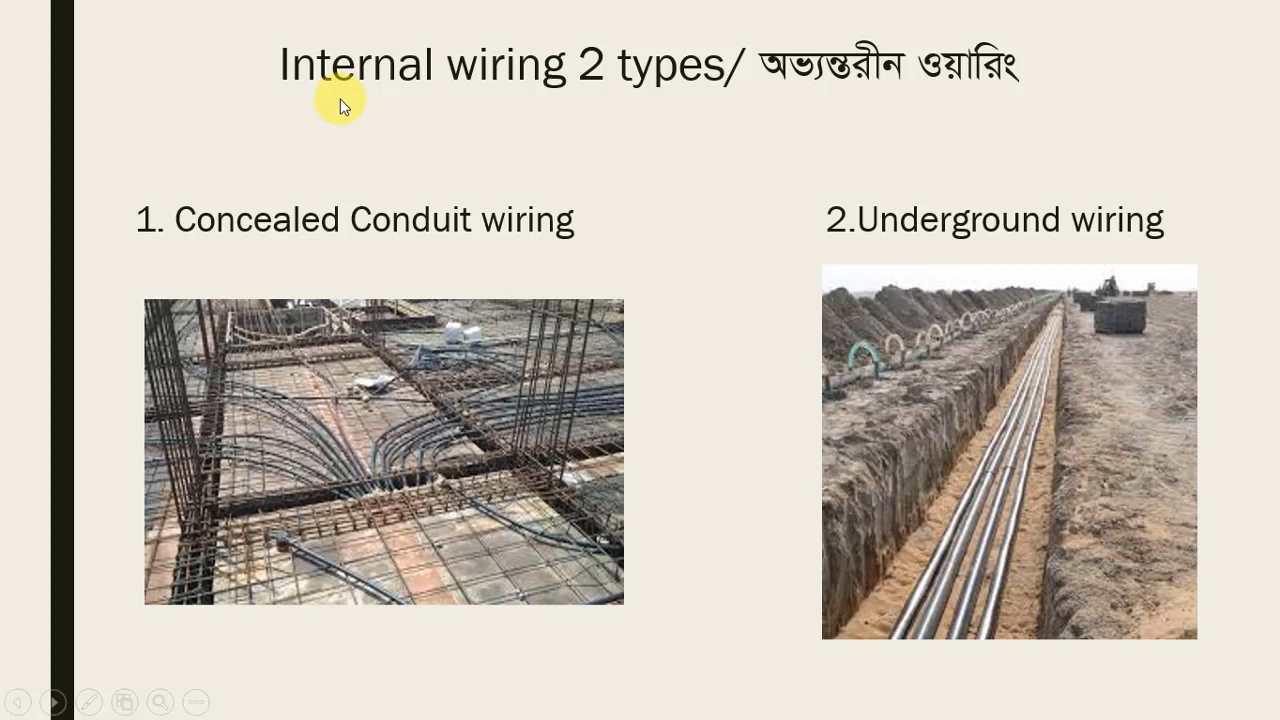 Internal wiring 2 types/ অভ্যন্তরীন ওয়ারিং
1. Concealed Conduit wiring
2.Underground wiring